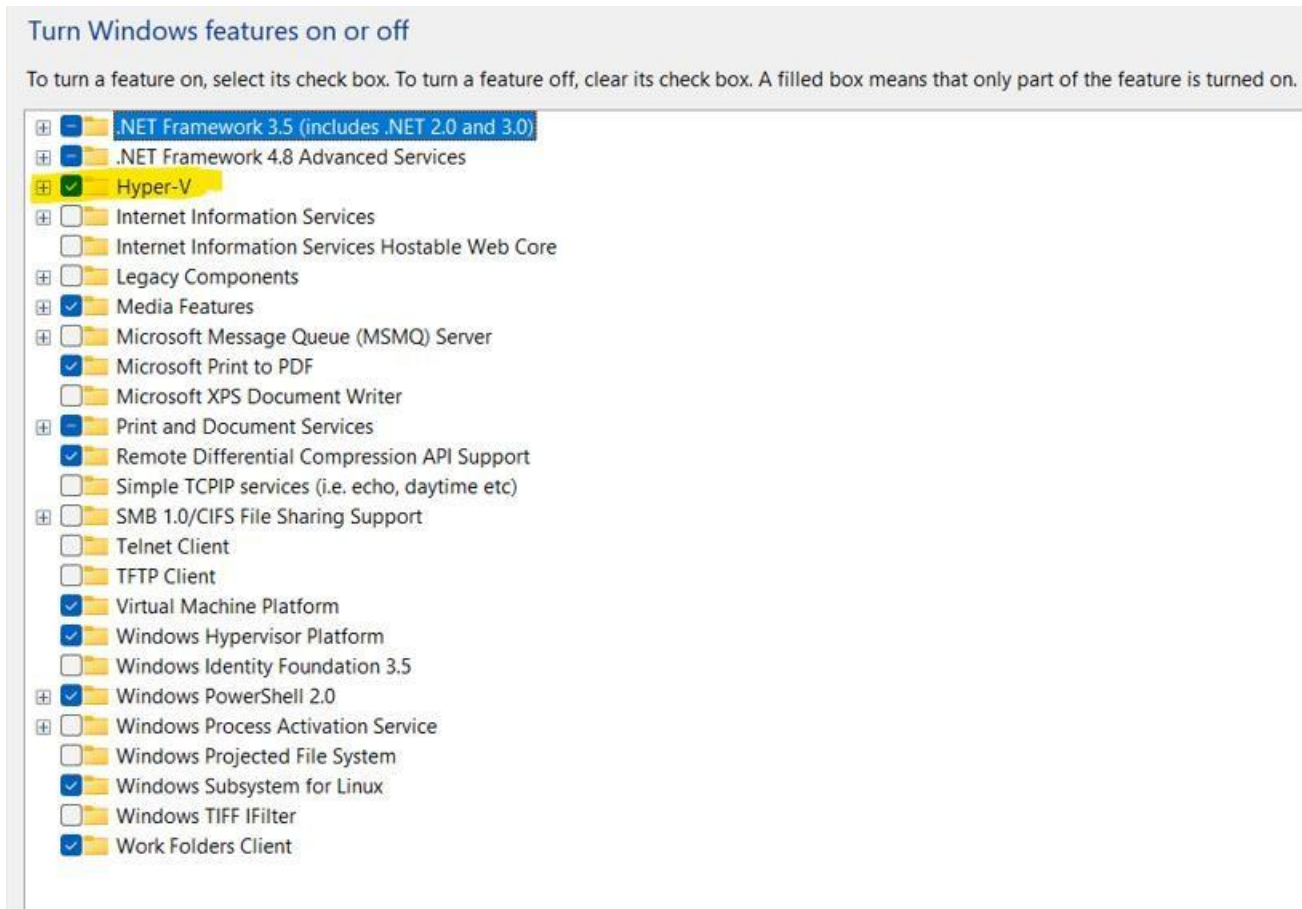 Turn Windows features on or off
To turn a feature on, select its check box. To turn a feature off, clear its check box. A filled box means that only part of the feature is turned on.
.NET Framework 3.5 (includes .NET 2.0 and 3.0)
.NET Framework 4.8 Advanced Services
Hyper-V
Internet Information Services
Internet Information Services Hostable Web Core
Legacy Components
Media Features
Microsoft Message Queue (MSMQ) Server
Microsoft Print to PDF
Microsoft XPS Document Writer
Print and Document Services
Remote Differential Compression API Support
Simple TCPIP services (i.e. echo, daytime etc)
SMB 1.0/CIFS File Sharing Support
Telnet Client
TFTP Client
Virtual Machine Platform
Windows Hypervisor Platform
Windows Identity Foundation 3.5
Windows PowerShell 2.0
Windows Process Activation Service
Windows Projected File System
Windows Subsystem for Linux
Windows TIFF IFilter
Work Folders Client